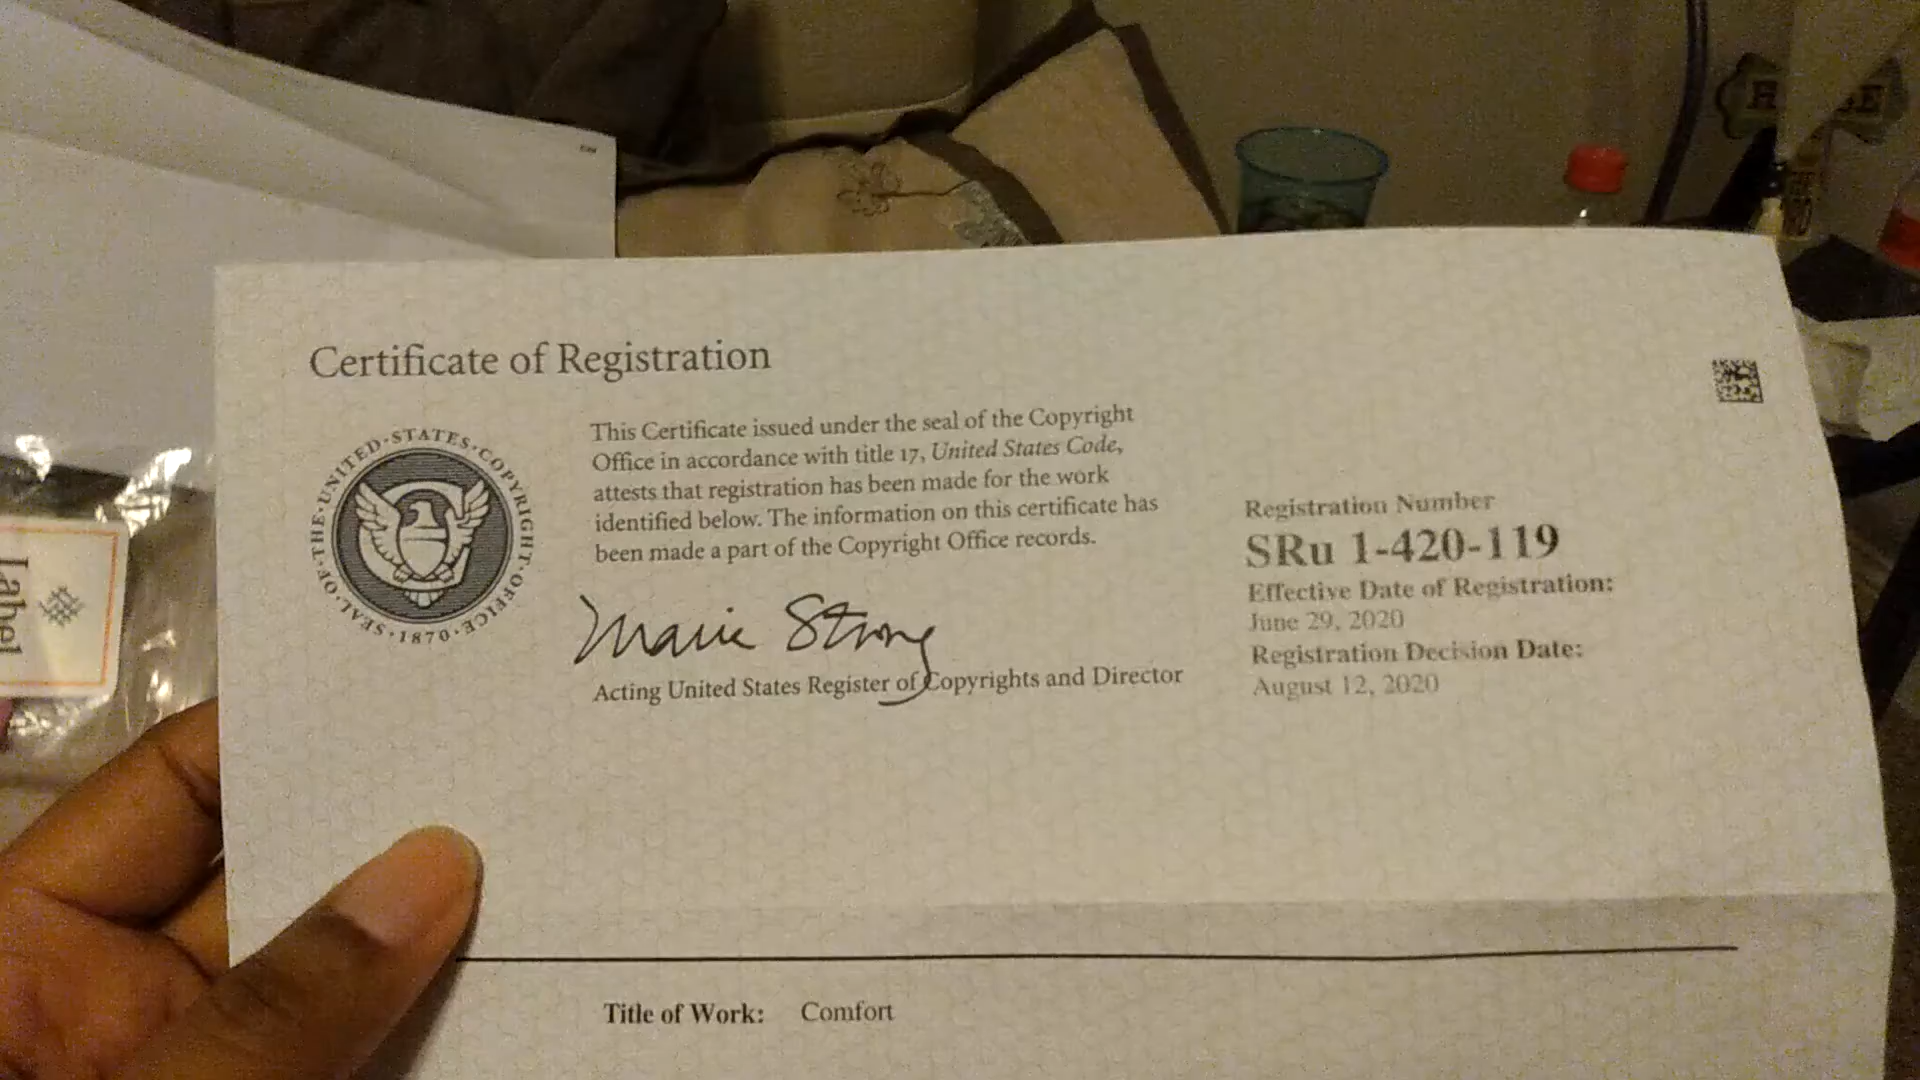 Certificate of Registration
THE·UNITED·STATES·COPYRIGHT·OFFICE
·SEAL·OF·
·1870·
This Certificate issued under the seal of the Copyright
Office in accordance with title 17, United States Code,
attests that registration has been made for the work
identified below. The information on this certificate has
been made a part of the Copyright Office records.
Acting United States Register of Copyrights and Director
Registration Number
SRu 1-420-119
Effective Date of Registration:
June 29, 2020
Registration Decision Date:
August 12, 2020
Title of Work: Comfort
Label